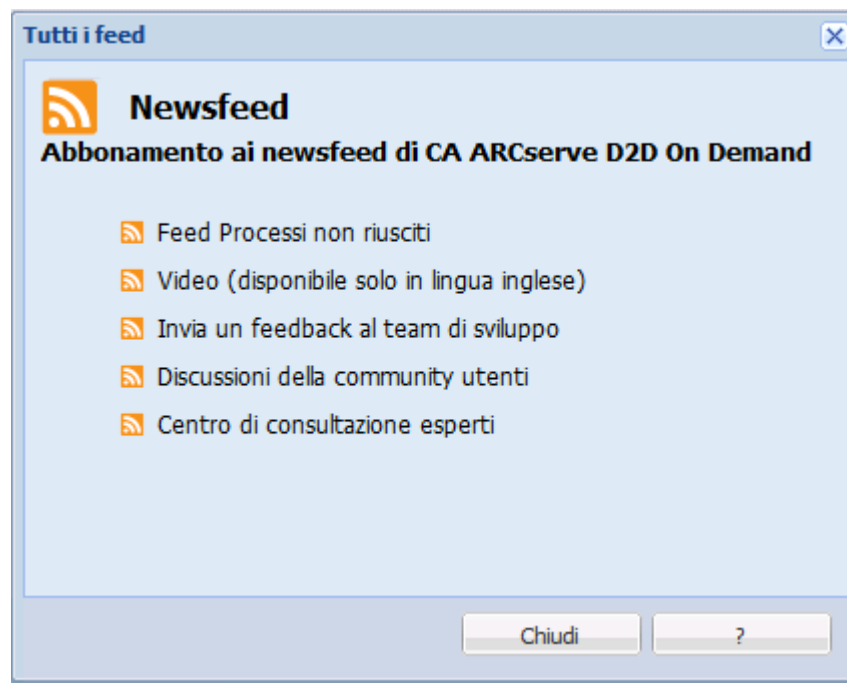 Tutti i feed
Newsfeed
Abbonamento ai newsfeed di CA ARCserve D2D On Demand
Feed Processi non riusciti
Video (disponibile solo in lingua inglese)
Invia un feedback al team di sviluppo
Discussioni della community utenti
Centro di consultazione esperti
Chiudi
?